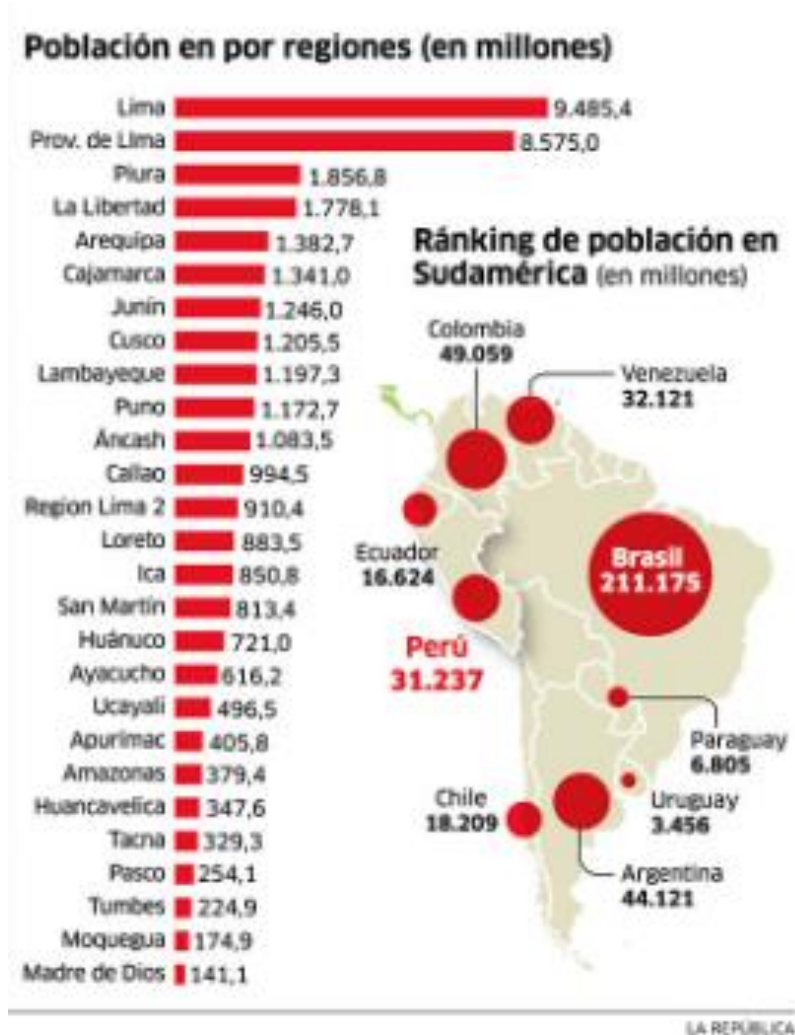 Población en por regiones (en millones)
Lima 9.485,4
Prov. de LIma 8.575,0
Piura 1.856,8
La Libertad 1.778,1
Arequipa 1.382,7
Cajamarca 1.341,0
Junín 1.246,0
Cusco 1.205,5
Lambayeque 1.197,3
Puno 1.172,7
Áncash 1.083,5
Callao 994,5
Region Lima 2 910,4
Loreto 883,5
Ica 850,8
San Martín 813,4
Huánuco 721,0
Ayacucho 616,2
Ucayali 496,5
Apurímac 405,8
Amazonas 379,4
Huancavelica 347,6
Tacna 329,3
Pasco 254,1
Tumbes 224,9
Moquegua 174,9
Madre de Dios 141,1
Ránking de población en
Sudamérica (en millones)
Colombia
49.059
Venezuela
32.121
Ecuador
16.624
Brasil
211.175
Perú
31.237
Paraguay
6.805
Chile
18.209
Uruguay
3.456
Argentina
44.121
LA REPÚBLICA